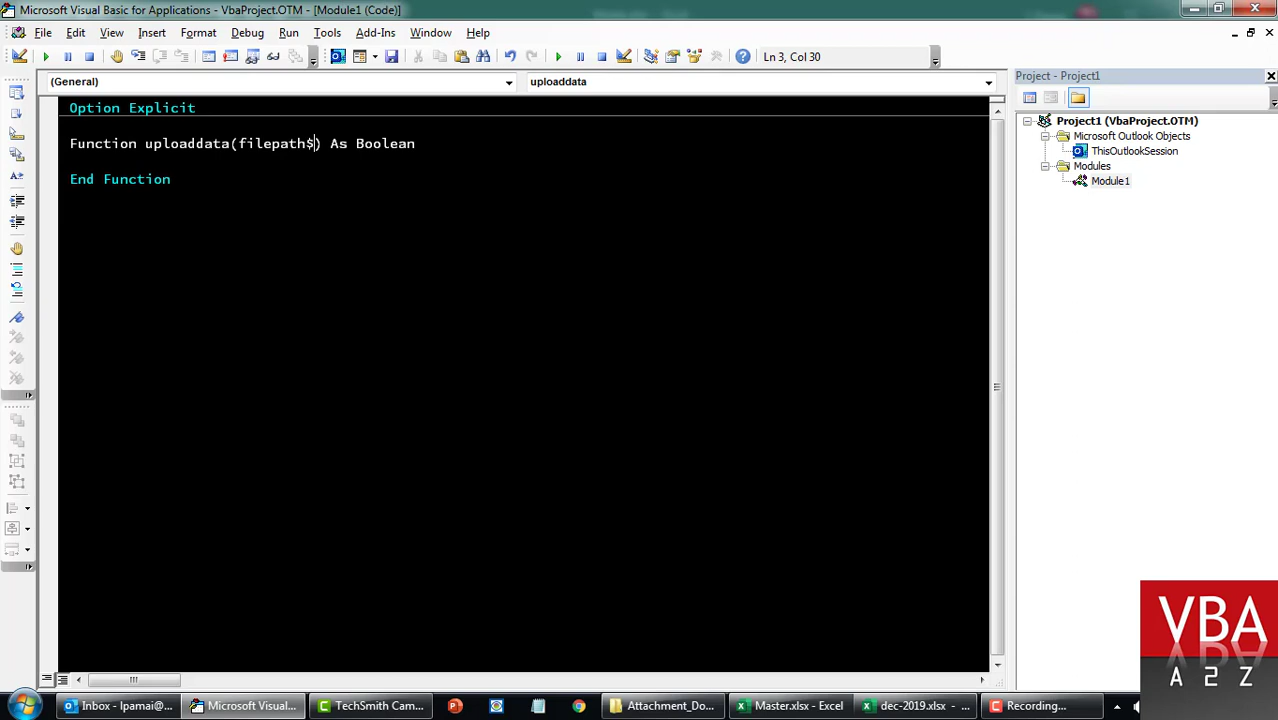 Microsoft Visual Basic for Applications - VbaProject.OTM - [Module1 (Code)]
File Edit View Insert Format Debug Run Tools Add-Ins Window Help
Ln 3, Col 30
(General) uploaddata
Project - Project1
Option Explicit
Function uploaddata(filepath$) As Boolean
End Function
Project1 (VbaProject.OTM)
Microsoft Outlook Objects
ThisOutlookSession
Modules
Module1
VBA
A 2 Z
Inbox - lpamai@... Microsoft Visual... TechSmith Cam... Attachment_Do... Master.xlsx - Excel dec-2019.xlsx - ... Recording...